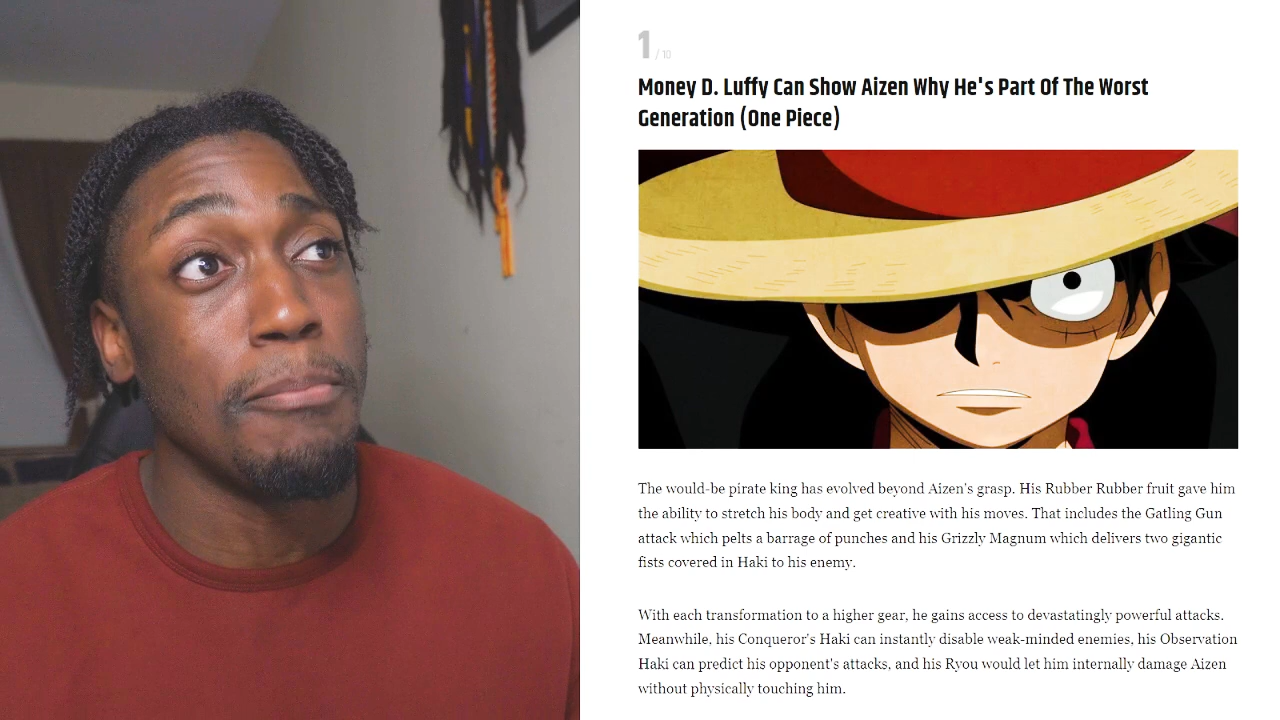 1 / 10
Money D. Luffy Can Show Aizen Why He's Part Of The Worst
Generation (One Piece)
The would-be pirate king has evolved beyond Aizen's grasp. His Rubber Rubber fruit gave him
the ability to stretch his body and get creative with his moves. That includes the Gatling Gun
attack which pelts a barrage of punches and his Grizzly Magnum which delivers two gigantic
fists covered in Haki to his enemy.
With each transformation to a higher gear, he gains access to devastatingly powerful attacks.
Meanwhile, his Conqueror's Haki can instantly disable weak-minded enemies, his Observation
Haki can predict his opponent's attacks, and his Ryou would let him internally damage Aizen
without physically touching him.